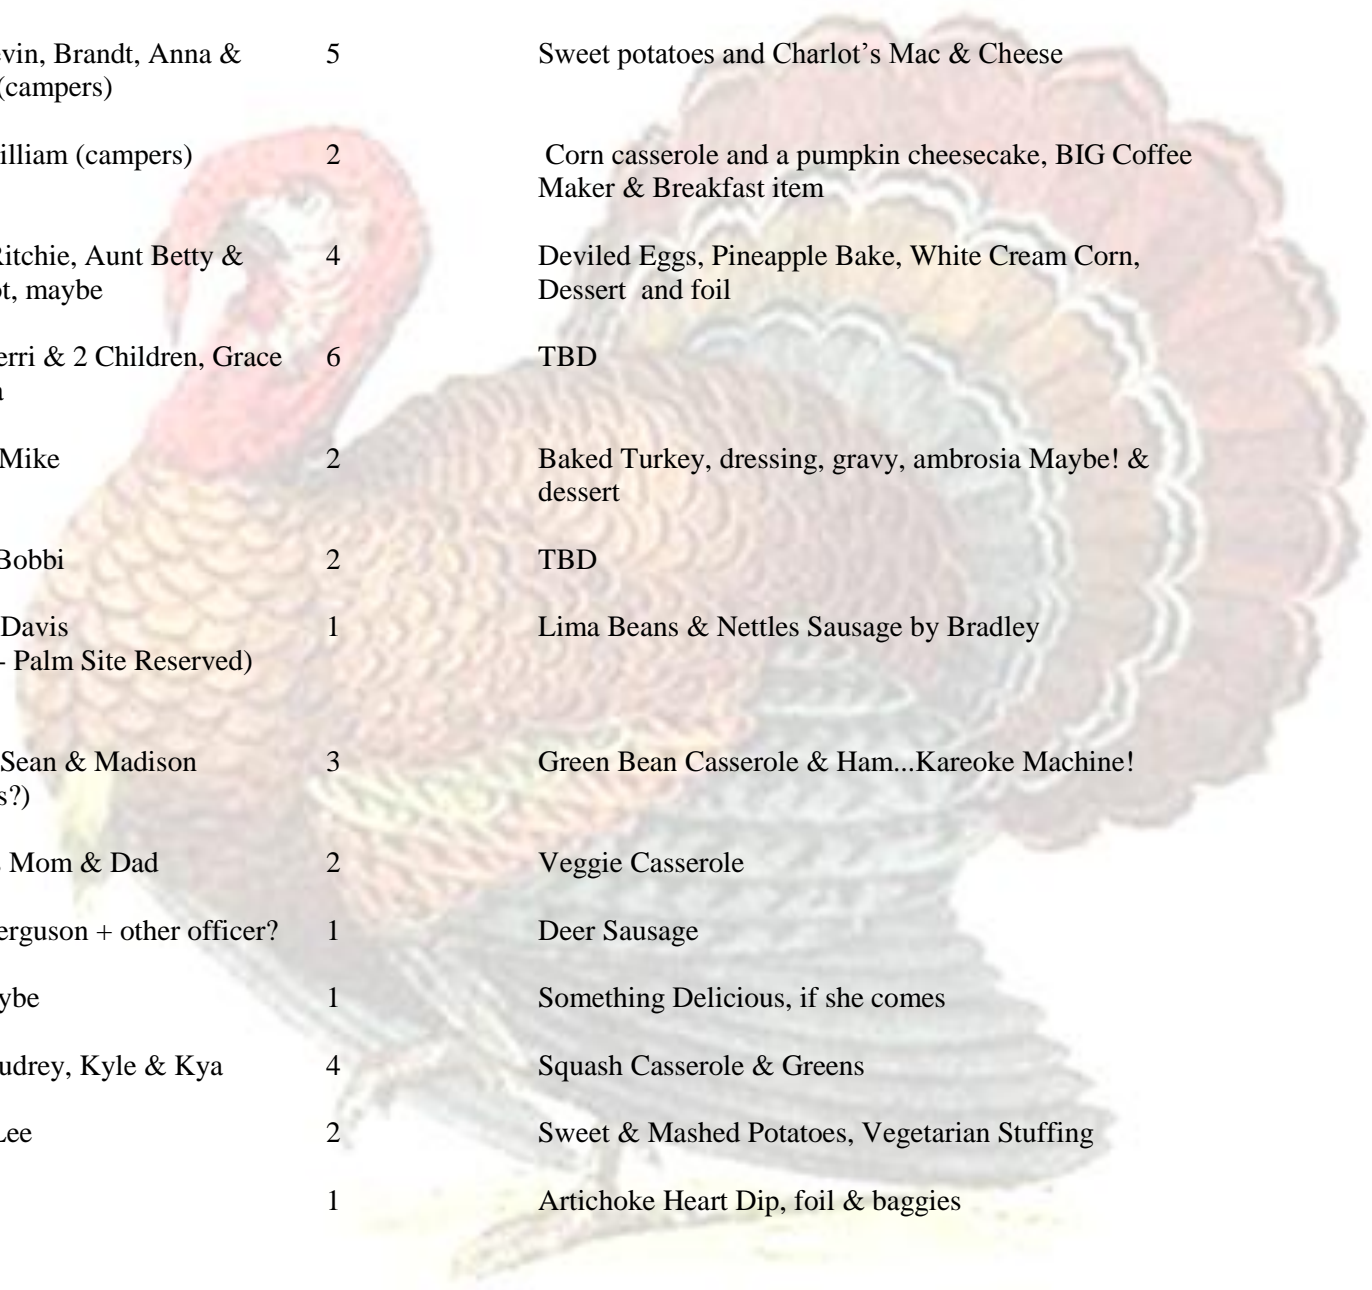 evin, Brandt, Anna & 5 Sweet potatoes and Charlot’s Mac & Cheese
(campers)
illiam (campers) 2 Corn casserole and a pumpkin cheesecake, BIG Coffee
Maker & Breakfast item
Ritchie, Aunt Betty & 4 Deviled Eggs, Pineapple Bake, White Cream Corn,
ot, maybe Dessert and foil
erri & 2 Children, Grace 6 TBD
a
Mike 2 Baked Turkey, dressing, gravy, ambrosia Maybe! &
dessert
Bobbi 2 TBD
Davis 1 Lima Beans & Nettles Sausage by Bradley
- Palm Site Reserved)
Sean & Madison 3 Green Bean Casserole & Ham...Kareoke Machine!
s?)
Mom & Dad 2 Veggie Casserole
erguson + other officer? 1 Deer Sausage
ybe 1 Something Delicious, if she comes
udrey, Kyle & Kya 4 Squash Casserole & Greens
Lee 2 Sweet & Mashed Potatoes, Vegetarian Stuffing
1 Artichoke Heart Dip, foil & baggies